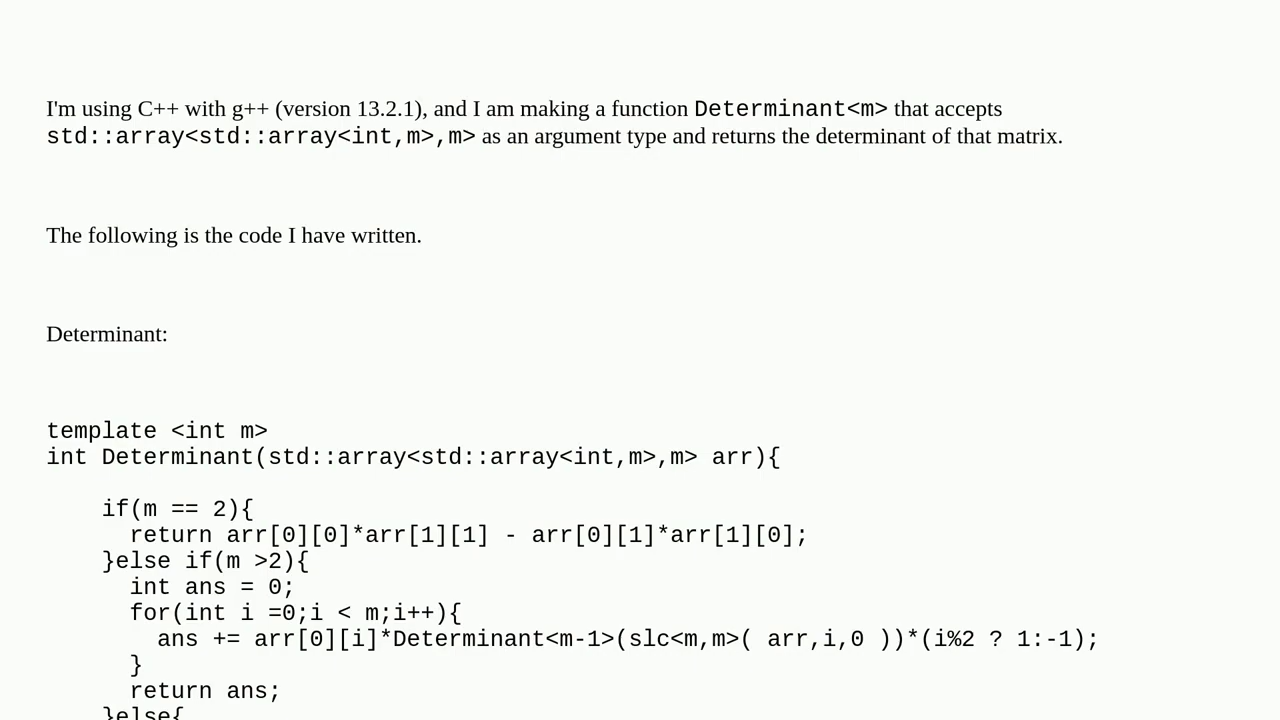 I'm using C++ with g++ (version 13.2.1), and I am making a function Determinant<m> that accepts
std::array<std::array<int,m>,m> as an argument type and returns the determinant of that matrix.
The following is the code I have written.
Determinant:
template <int m>
int Determinant(std::array<std::array<int,m>,m> arr){
    if(m == 2){
      return arr[0][0]*arr[1][1] - arr[0][1]*arr[1][0];
    }else if(m >2){
      int ans = 0;
      for(int i =0;i < m;i++){
        ans += arr[0][i]*Determinant<m-1>(slc<m,m>( arr,i,0 ))*(i%2 ? 1:-1);
      }
      return ans;
    }else{